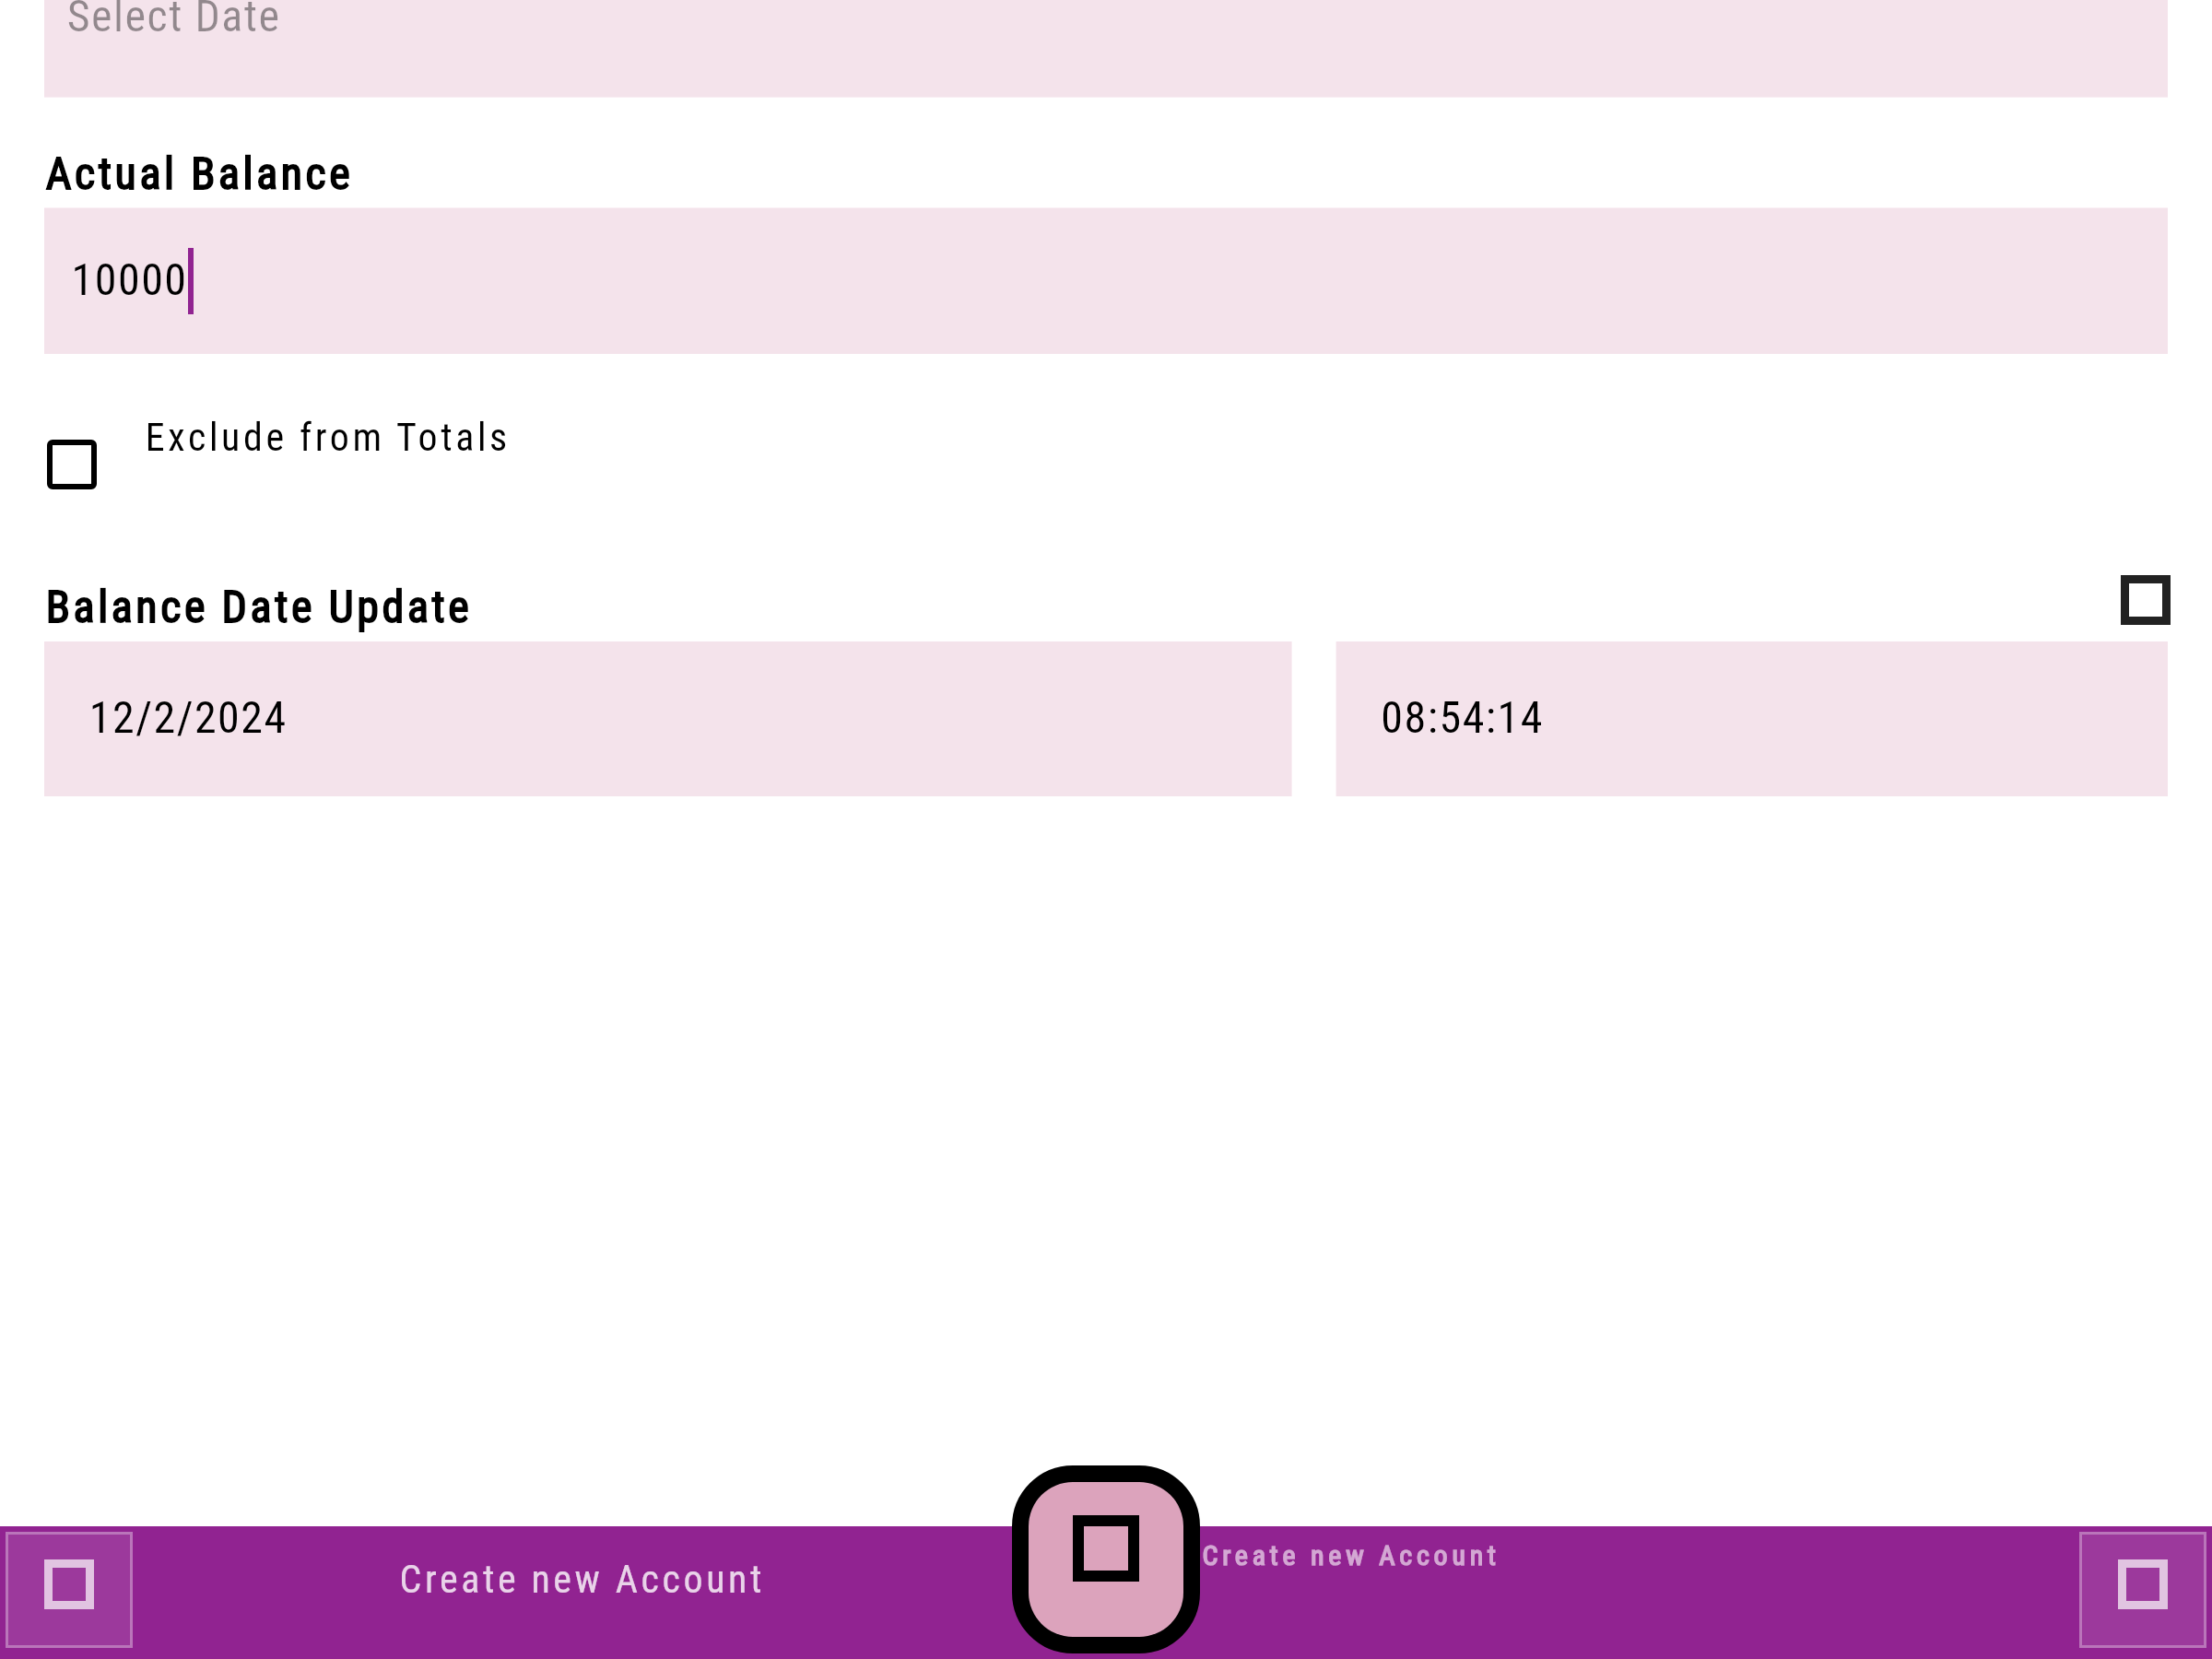 Select Date
Actual Balance
10000
Exclude from Totals
Balance Date Update
12/2/2024
08:54:14
Create new Account
Create new Account